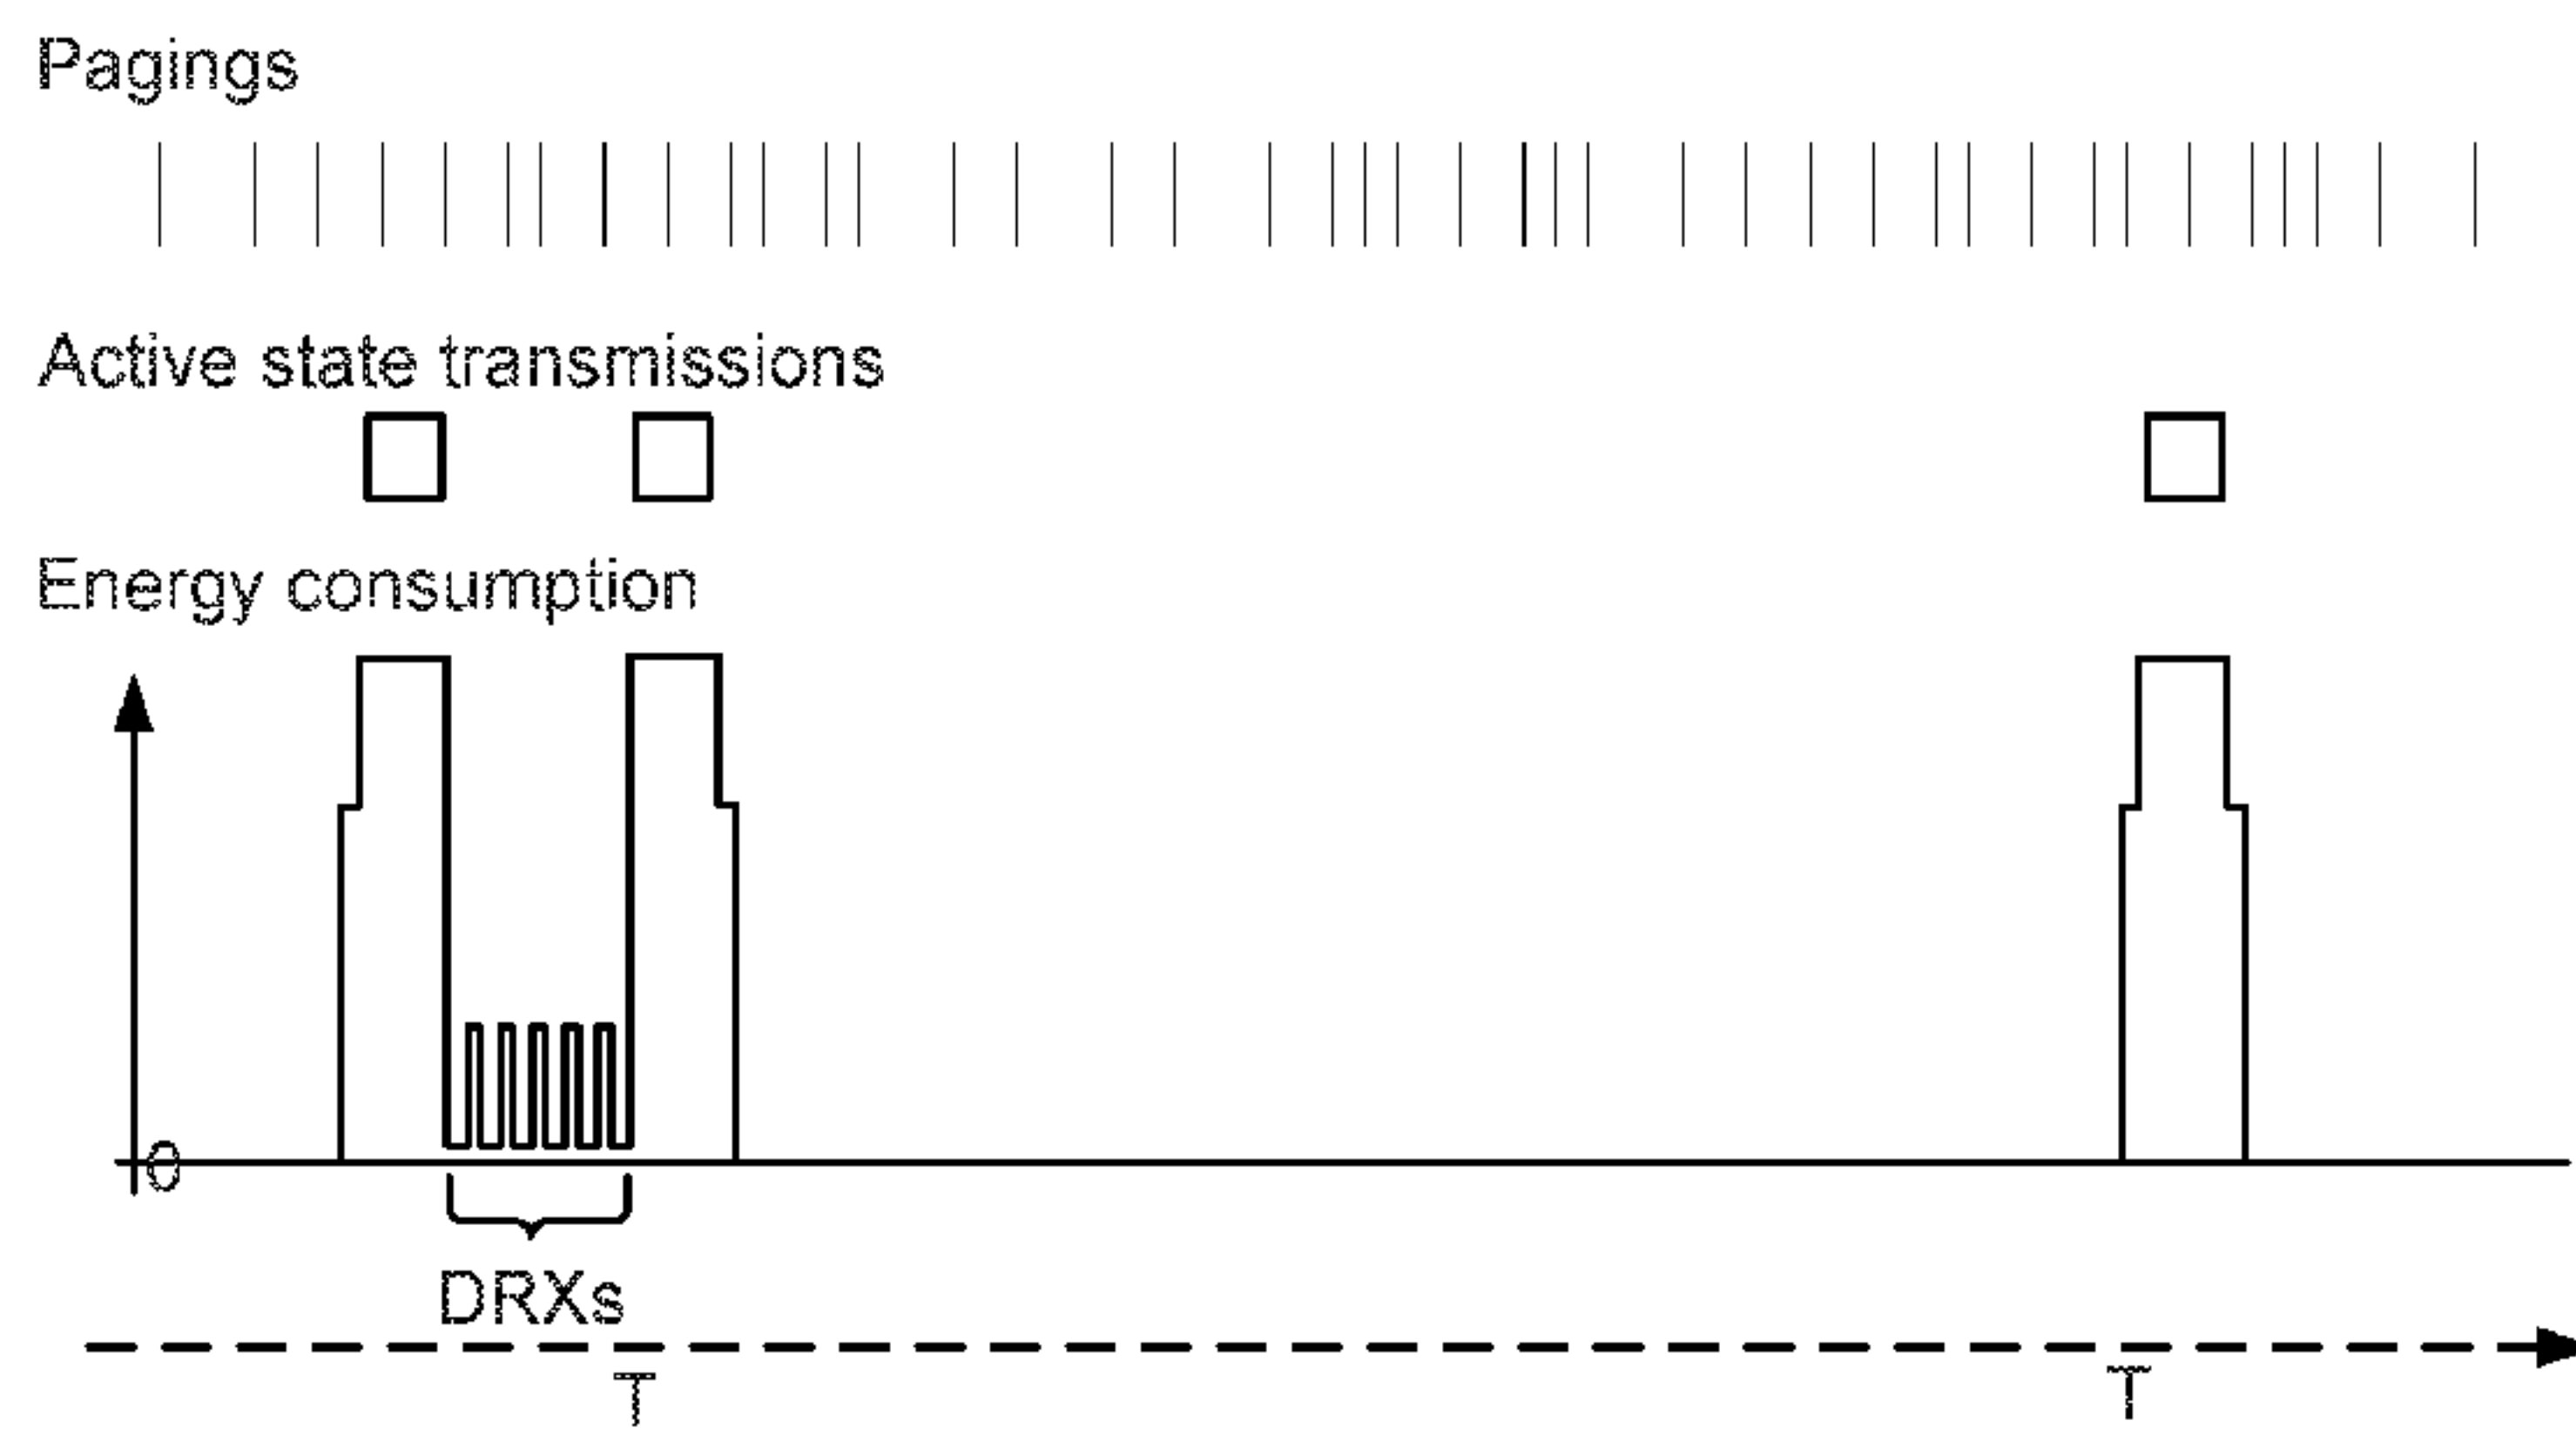 Pagings
Active state transmissions
Energy consumption
0
DRXs
T T